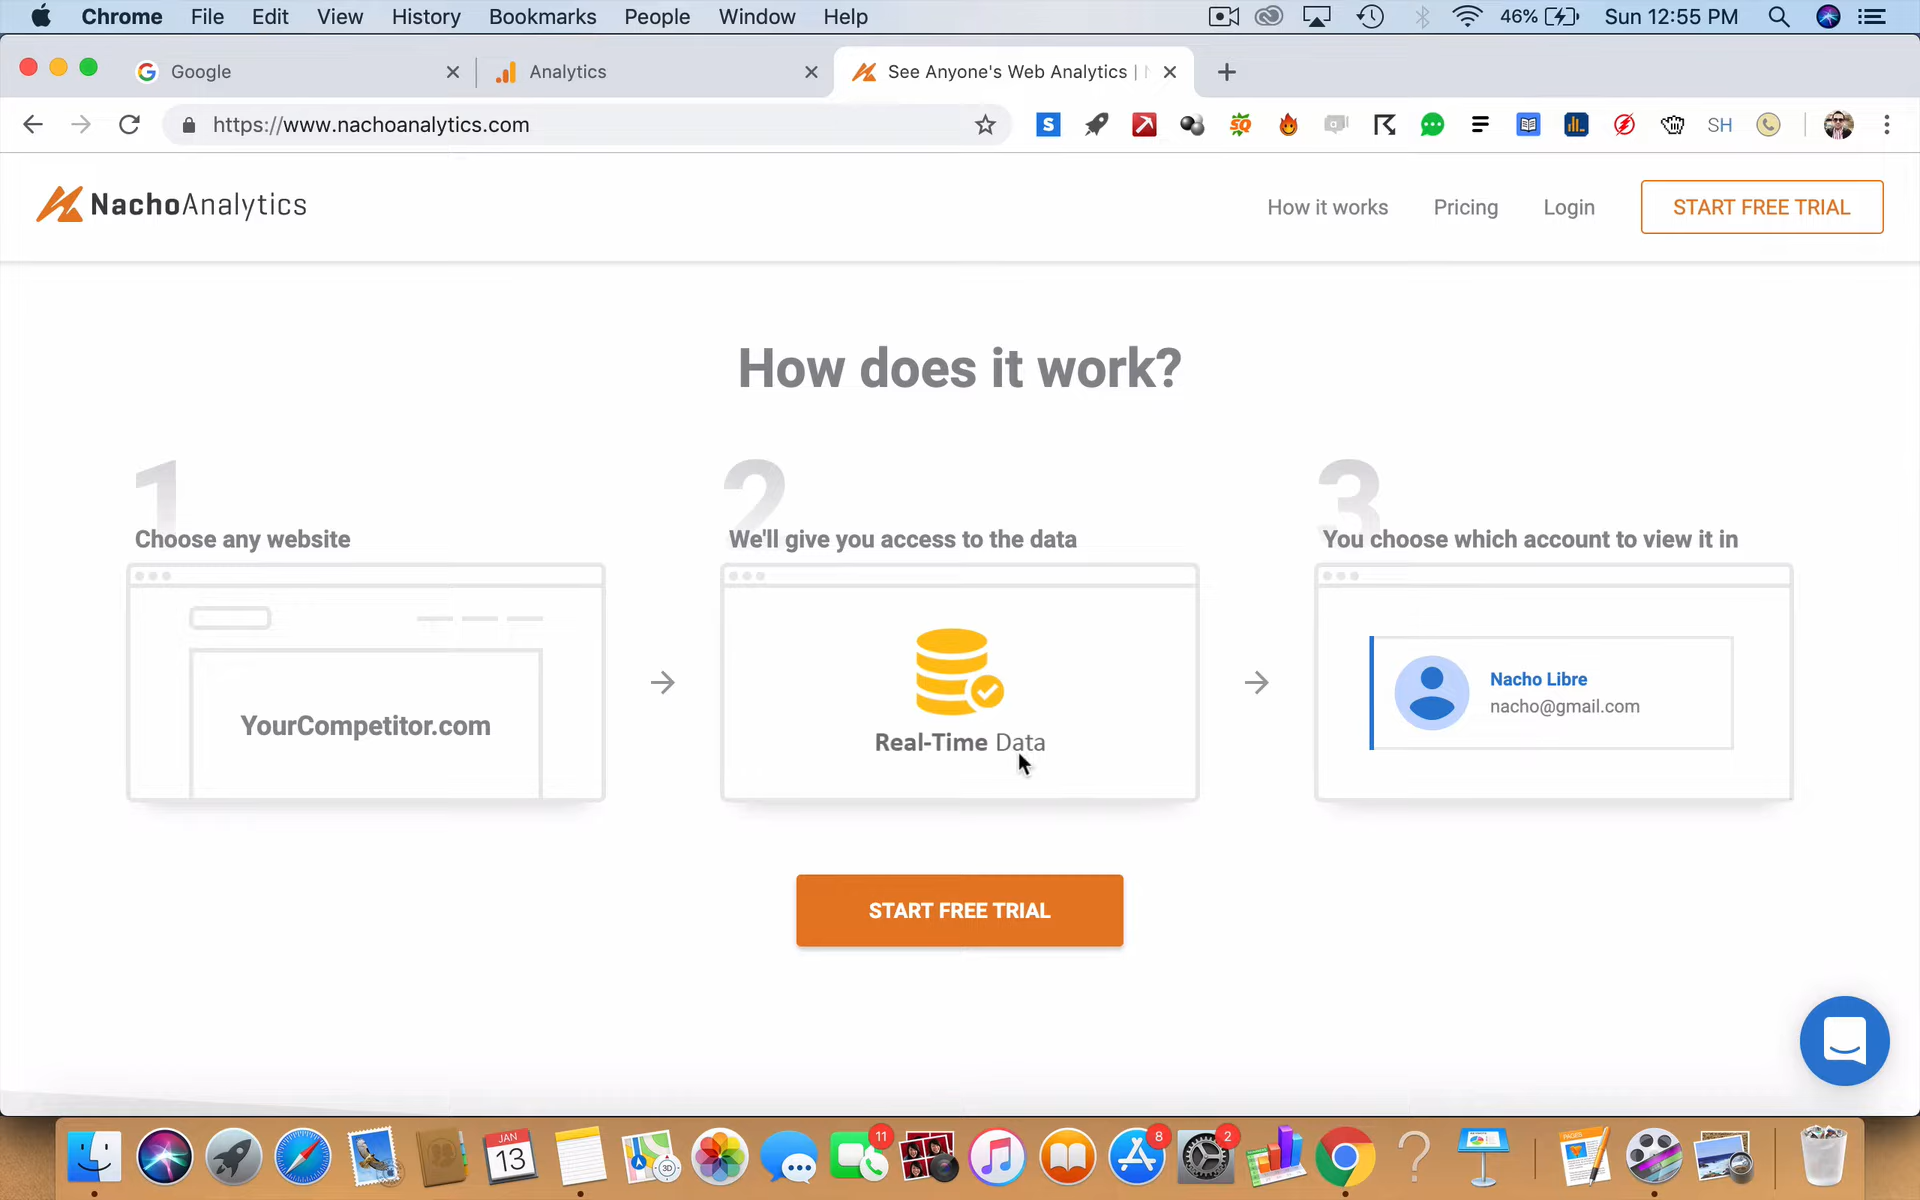 Chrome File Edit View History Bookmarks People Window Help 46% Sun 12:55 PM
Google Analytics See Anyone's Web Analytics |
https://www.nachoanalytics.com
SH
NachoAnalytics How it works Pricing Login START FREE TRIAL
How does it work?
1 2 3
Choose any website We'll give you access to the data You choose which account to view it in
YourCompetitor.com
Real-Time Data
Nacho Libre
nacho@gmail.com
START FREE TRIAL
JAN
13
3D
11
8
2
PAGES